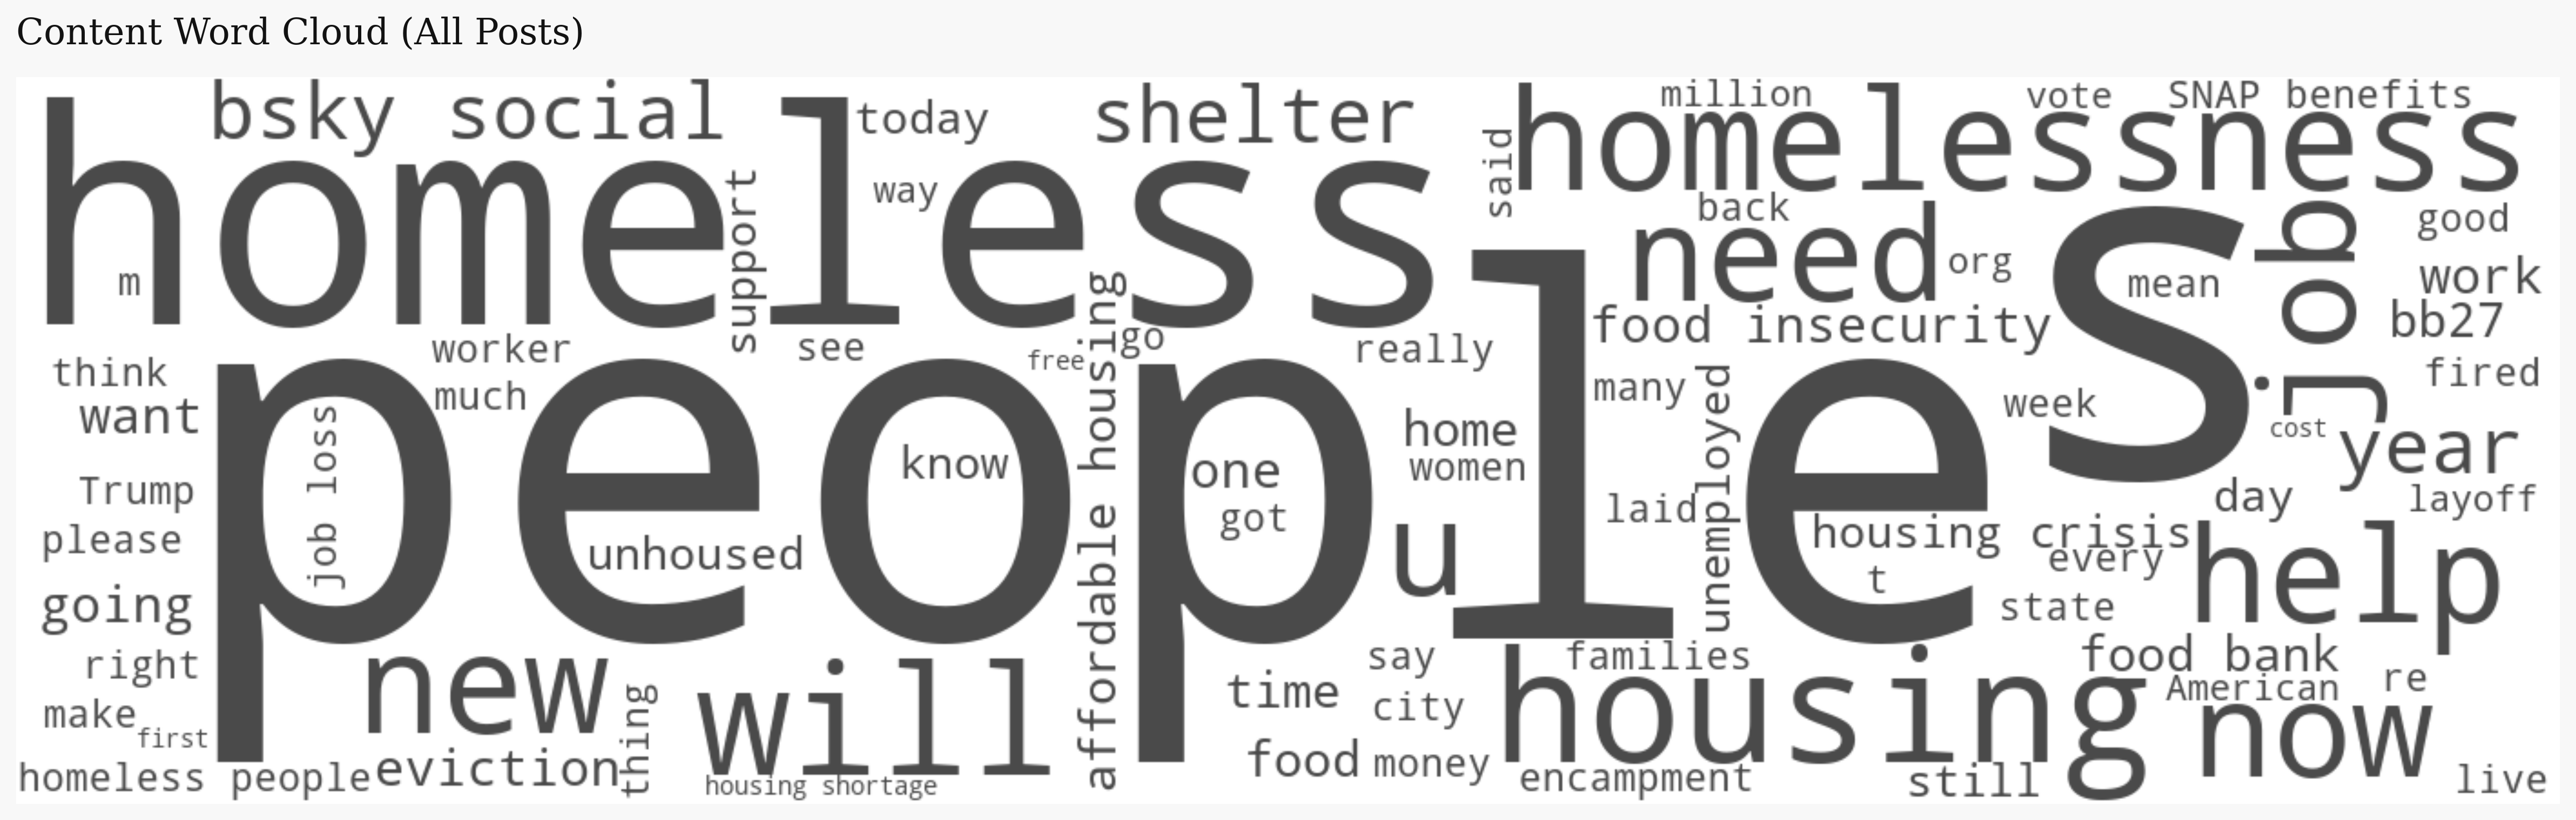 Content Word Cloud (All Posts)
bsky social
today
shelter
million
vote
SNAP benefits
homeless
homelessness
said
support
way
back
need
org
job
good
m
mean
work
bb27
food insecurity
worker
see
free
go
really
affordable housing
think
much
many
unemployed
week
fired
want
job loss
peoples
know
one
home
women
cost
year
Trump
got
laid
day
layoff
please
unhoused
u
housing crisis
every
t
help
going
state
right
new
will
say
families
food bank
thing
time
housing
American
re
make
city
now
first
homeless people
eviction
housing shortage
food
money
encampment
still
live